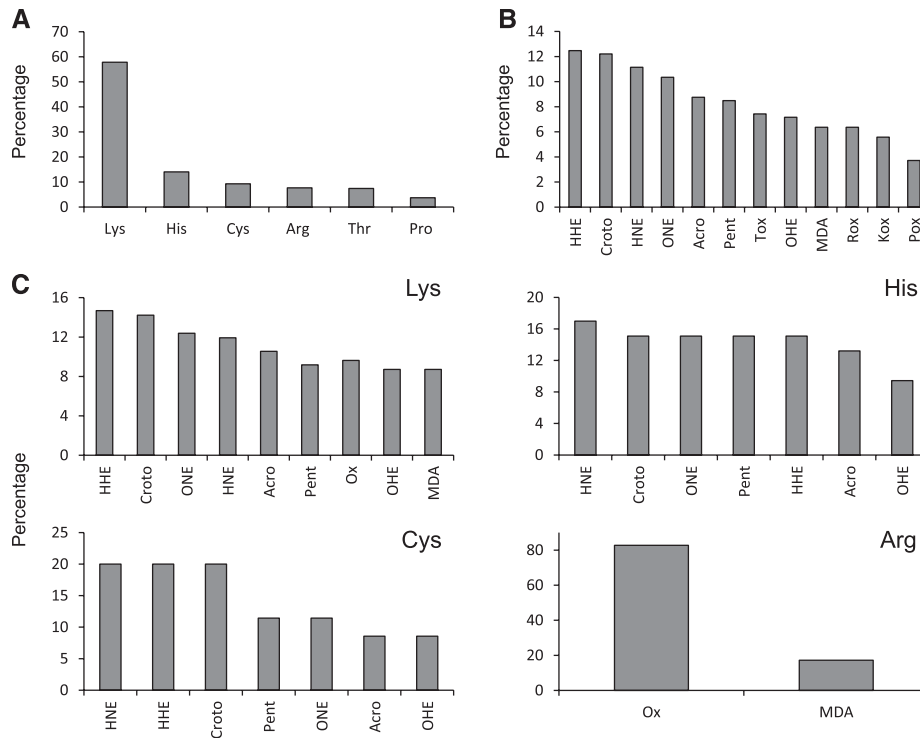 A
Percentage
70
60
50
40
30
20
10
0
Lys His Cys Arg Thr Pro
B
Percentage
14
12
10
8
6
4
2
0
HHE Croto HNE ONE Acro Pent Tox OHE MDA Rox Kox Pox
C
Percentage
Lys
16
12
8
4
0
HHE Croto ONE HNE Acro Pent Ox OHE MDA
His
20
16
12
8
4
0
HNE Croto ONE Pent HHE Acro OHE
Cys
25
20
15
10
5
0
HNE HHE Croto Pent ONE Acro OHE
Arg
80
60
40
20
0
Ox MDA